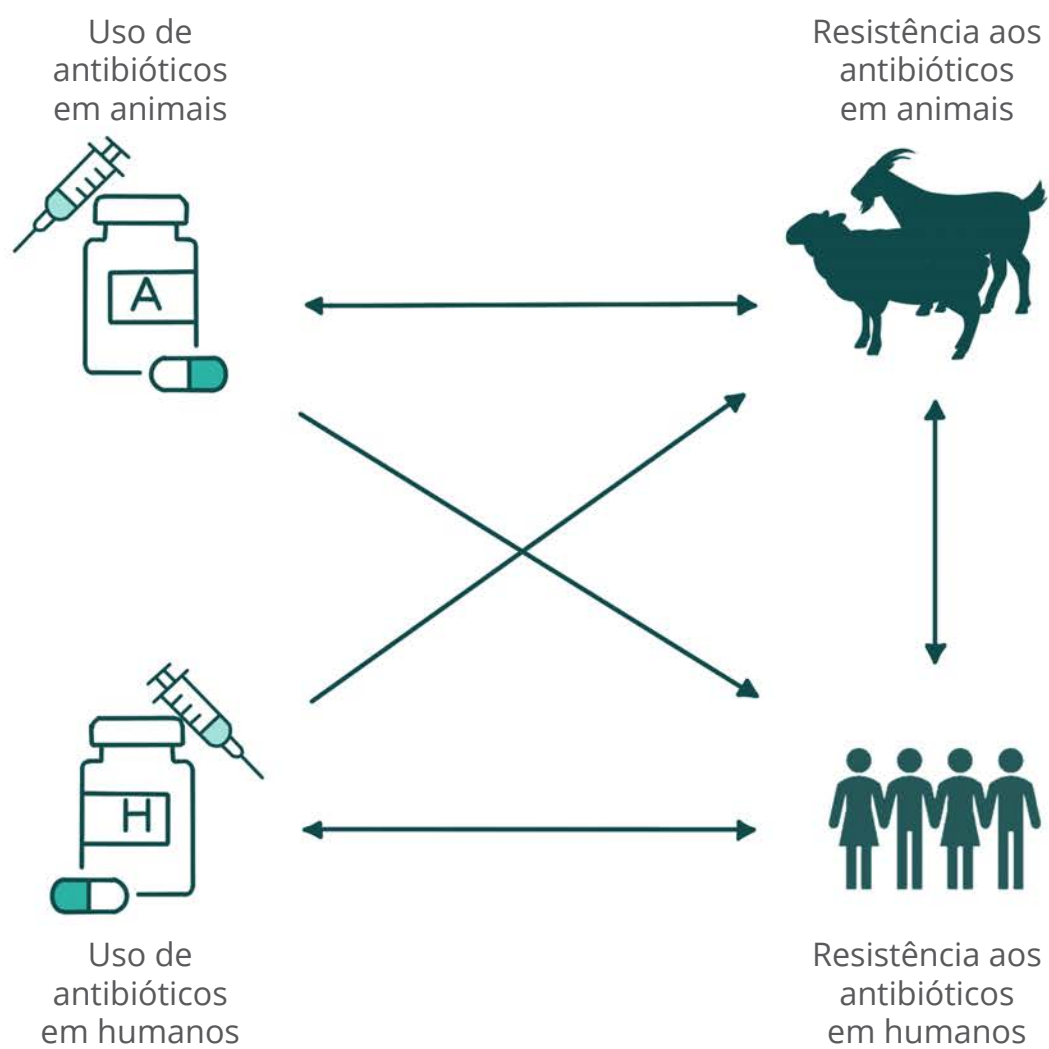 Uso de
antibióticos
em animais
Resistência aos
antibióticos
em animais
A
H
Uso de
antibióticos
em humanos
Resistência aos
antibióticos
em humanos